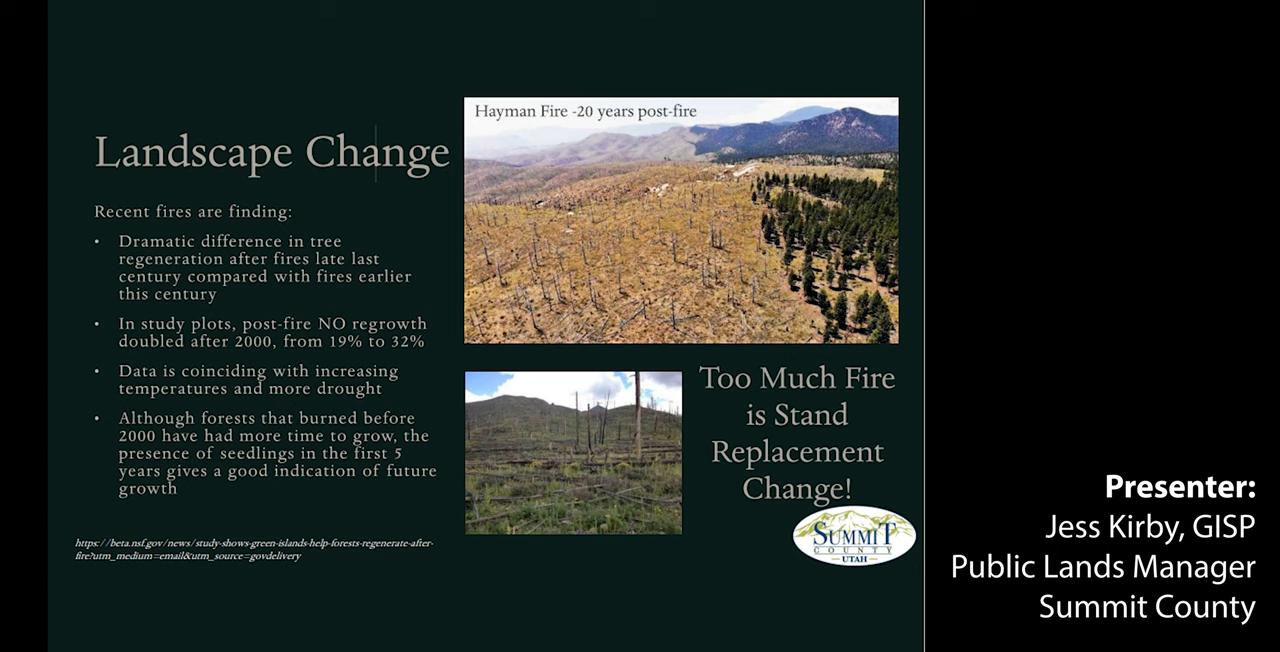 Landscape Change
Recent fires are finding:
• Dramatic difference in tree
regeneration after fires late last
century compared with fires earlier
this century
• In study plots, post-fire NO regrowth
doubled after 2000, from 19% to 32%
• Data is coinciding with increasing
temperatures and more drought
• Although forests that burned before
2000 have had more time to grow, the
presence of seedlings in the first 5
years gives a good indication of future
growth
https://beta.nsf.gov/news/study-shows-green-islands-help-forests-regenerate-after-
fire?utm_medium=email&utm_source=govdelivery
Hayman Fire -20 years post-fire
Too Much Fire
is Stand
Replacement
Change!
SUMMIT
COUNTY
UTAH
Presenter:
Jess Kirby, GISP
Public Lands Manager
Summit County